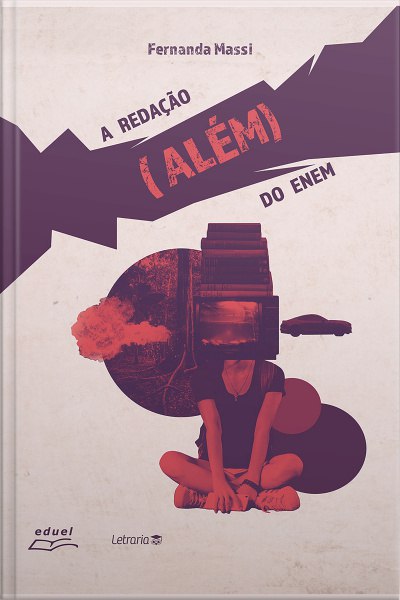 Fernanda Massi
A REDAÇÃO
(ALÉM)
DO ENEM
eduel
Letraria